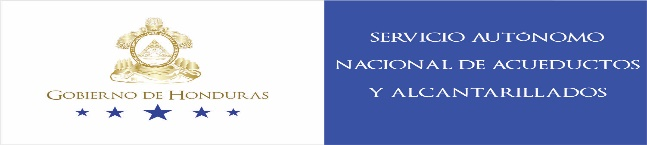 GOBIERNO DE HONDURAS
SERVICIO AUTÓNOMO
NACIONAL DE ACUEDUCTOS
Y ALCANTARILLADOS